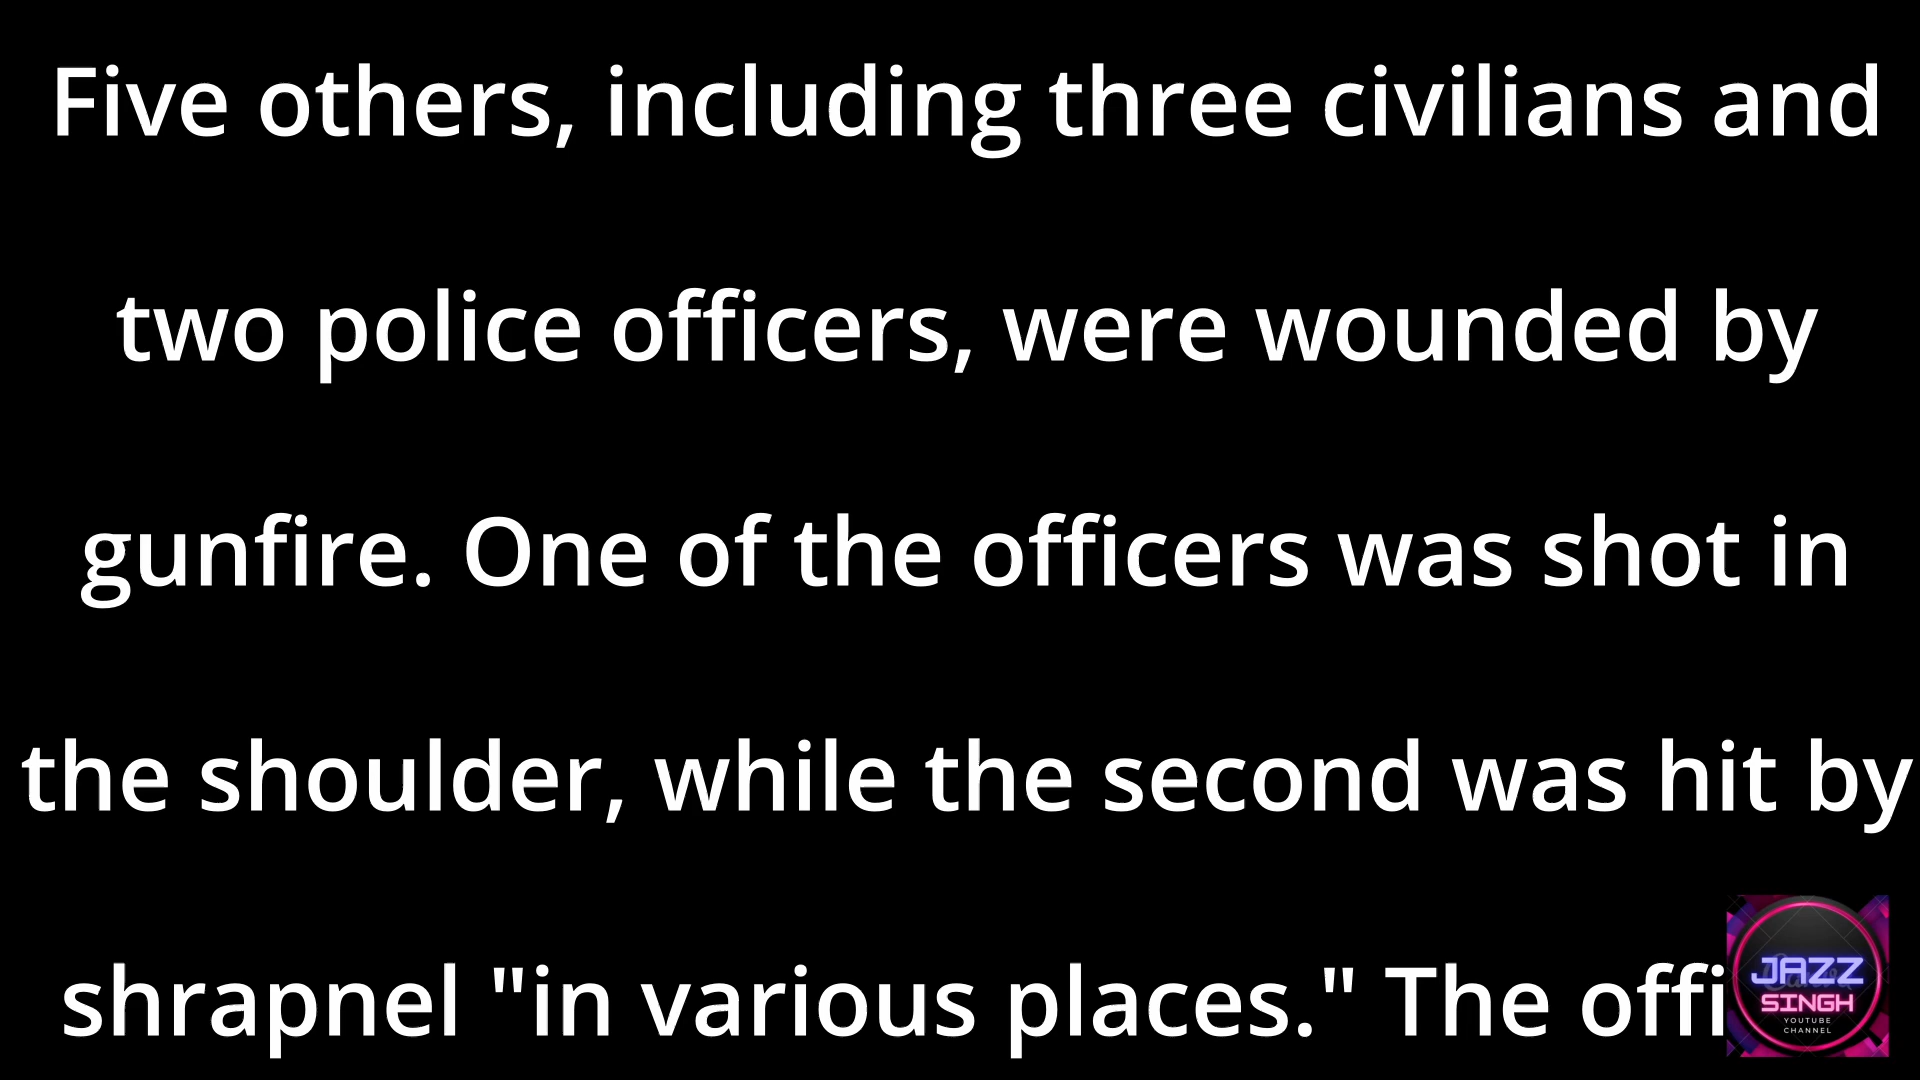 Five others, including three civilians and
two police officers, were wounded by
gunfire. One of the officers was shot in
the shoulder, while the second was hit by
shrapnel "in various places." The
JAZZ
SINGH
YOUTUBE
CHANNEL